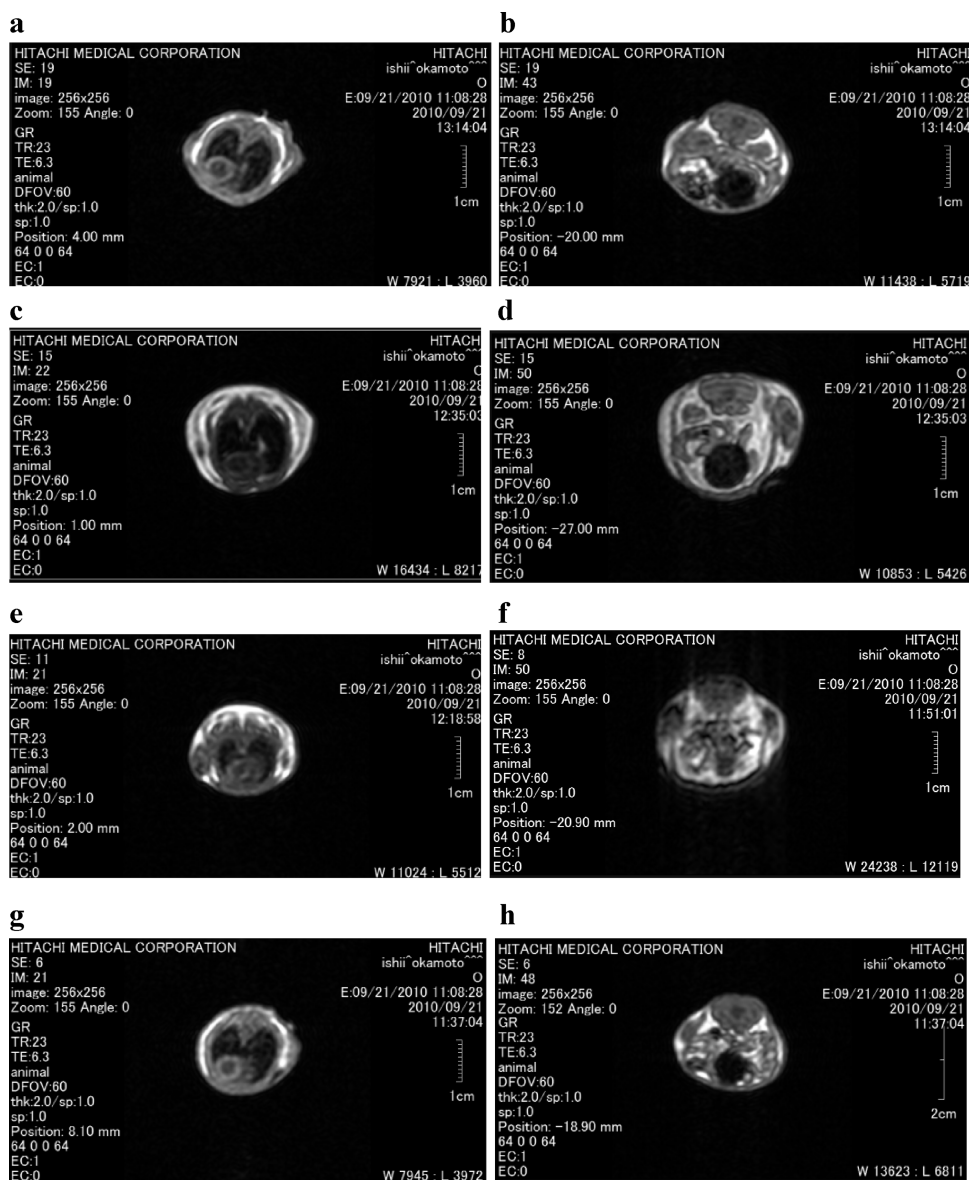 a
HITACHI MEDICAL CORPORATION
HITACHI
SE: 19
ishii^okamoto^^^
IM: 19
O
image: 256x256
E:09/21/2010 11:08:28
Zoom: 155 Angle: 0
2010/09/21
13:14:04
GR
TR:23
TE:6.3
animal
DFOV:60
thk:2.0/sp:1.0
1cm
sp:1.0
Position: 4.00 mm
64 0 0 64
EC:1
EC:0
W 7921 : L 3960
b
HITACHI MEDICAL CORPORATION
HITACHI
SE: 19
ishii^okamoto^^^
IM: 43
O
image: 256x256
E:09/21/2010 11:08:28
Zoom: 155 Angle: 0
2010/09/21
13:14:04
GR
TR:23
TE:6.3
animal
DFOV:60
thk:2.0/sp:1.0
1cm
sp:1.0
Position: -20.00 mm
64 0 0 64
EC:1
EC:0
W 11438 : L 5719
c
HITACHI MEDICAL CORPORATION
HITACHI
SE: 15
ishii^okamoto^^^
IM: 22
O
image: 256x256
E:09/21/2010 11:08:28
Zoom: 155 Angle: 0
2010/09/21
12:35:03
GR
TR:23
TE:6.3
animal
DFOV:60
1cm
thk:2.0/sp:1.0
sp:1.0
Position: 1.00 mm
64 0 0 64
EC:1
EC:0
W 16434 : L 8217
d
HITACHI MEDICAL CORPORATION
HITACHI
SE: 15
ishii^okamoto^^^
IM: 50
O
image: 256x256
E:09/21/2010 11:08:28
Zoom: 155 Angle: 0
2010/09/21
12:35:03
GR
TR:23
TE:6.3
animal
DFOV:60
1cm
thk:2.0/sp:1.0
sp:1.0
Position: -27.00 mm
64 0 0 64
EC:1
EC:0
W 10853 : L 5426
e
HITACHI MEDICAL CORPORATION
HITACHI
SE: 11
ishii^okamoto^^^
IM: 21
O
image: 256x256
E:09/21/2010 11:08:28
Zoom: 155 Angle: 0
2010/09/21
12:18:58
GR
TR:23
TE:6.3
animal
DFOV:60
1cm
thk:2.0/sp:1.0
sp:1.0
Position: 2.00 mm
64 0 0 64
EC:1
EC:0
W 11024 : L 5512
f
HITACHI MEDICAL CORPORATION
HITACHI
SE: 8
ishii^okamoto^^^
IM: 50
O
image: 256x256
E:09/21/2010 11:08:28
Zoom: 155 Angle: 0
2010/09/21
11:51:01
GR
TR:23
TE:6.3
animal
DFOV:60
1cm
thk:2.0/sp:1.0
sp:1.0
Position: -20.90 mm
64 0 0 64
EC:1
EC:0
W 24238 : L 12119
g
HITACHI MEDICAL CORPORATION
HITACHI
SE: 6
ishii^okamoto^^^
IM: 21
O
image: 256x256
E:09/21/2010 11:08:28
Zoom: 155 Angle: 0
2010/09/21
11:37:04
GR
TR:23
TE:6.3
animal
DFOV:60
1cm
thk:2.0/sp:1.0
sp:1.0
Position: 8.10 mm
64 0 0 64
EC:1
EC:0
W 7945 : L 3972
h
HITACHI MEDICAL CORPORATION
HITACHI
SE: 6
ishii^okamoto^^^
IM: 48
O
image: 256x256
E:09/21/2010 11:08:28
Zoom: 152 Angle: 0
2010/09/21
GR
11:37:04
TR:23
TE:6.3
animal
DFOV:60
thk:2.0/sp:1.0
sp:1.0
2cm
Position: -18.90 mm
64 0 0 64
EC:1
EC:0
W 13623 : L 6811